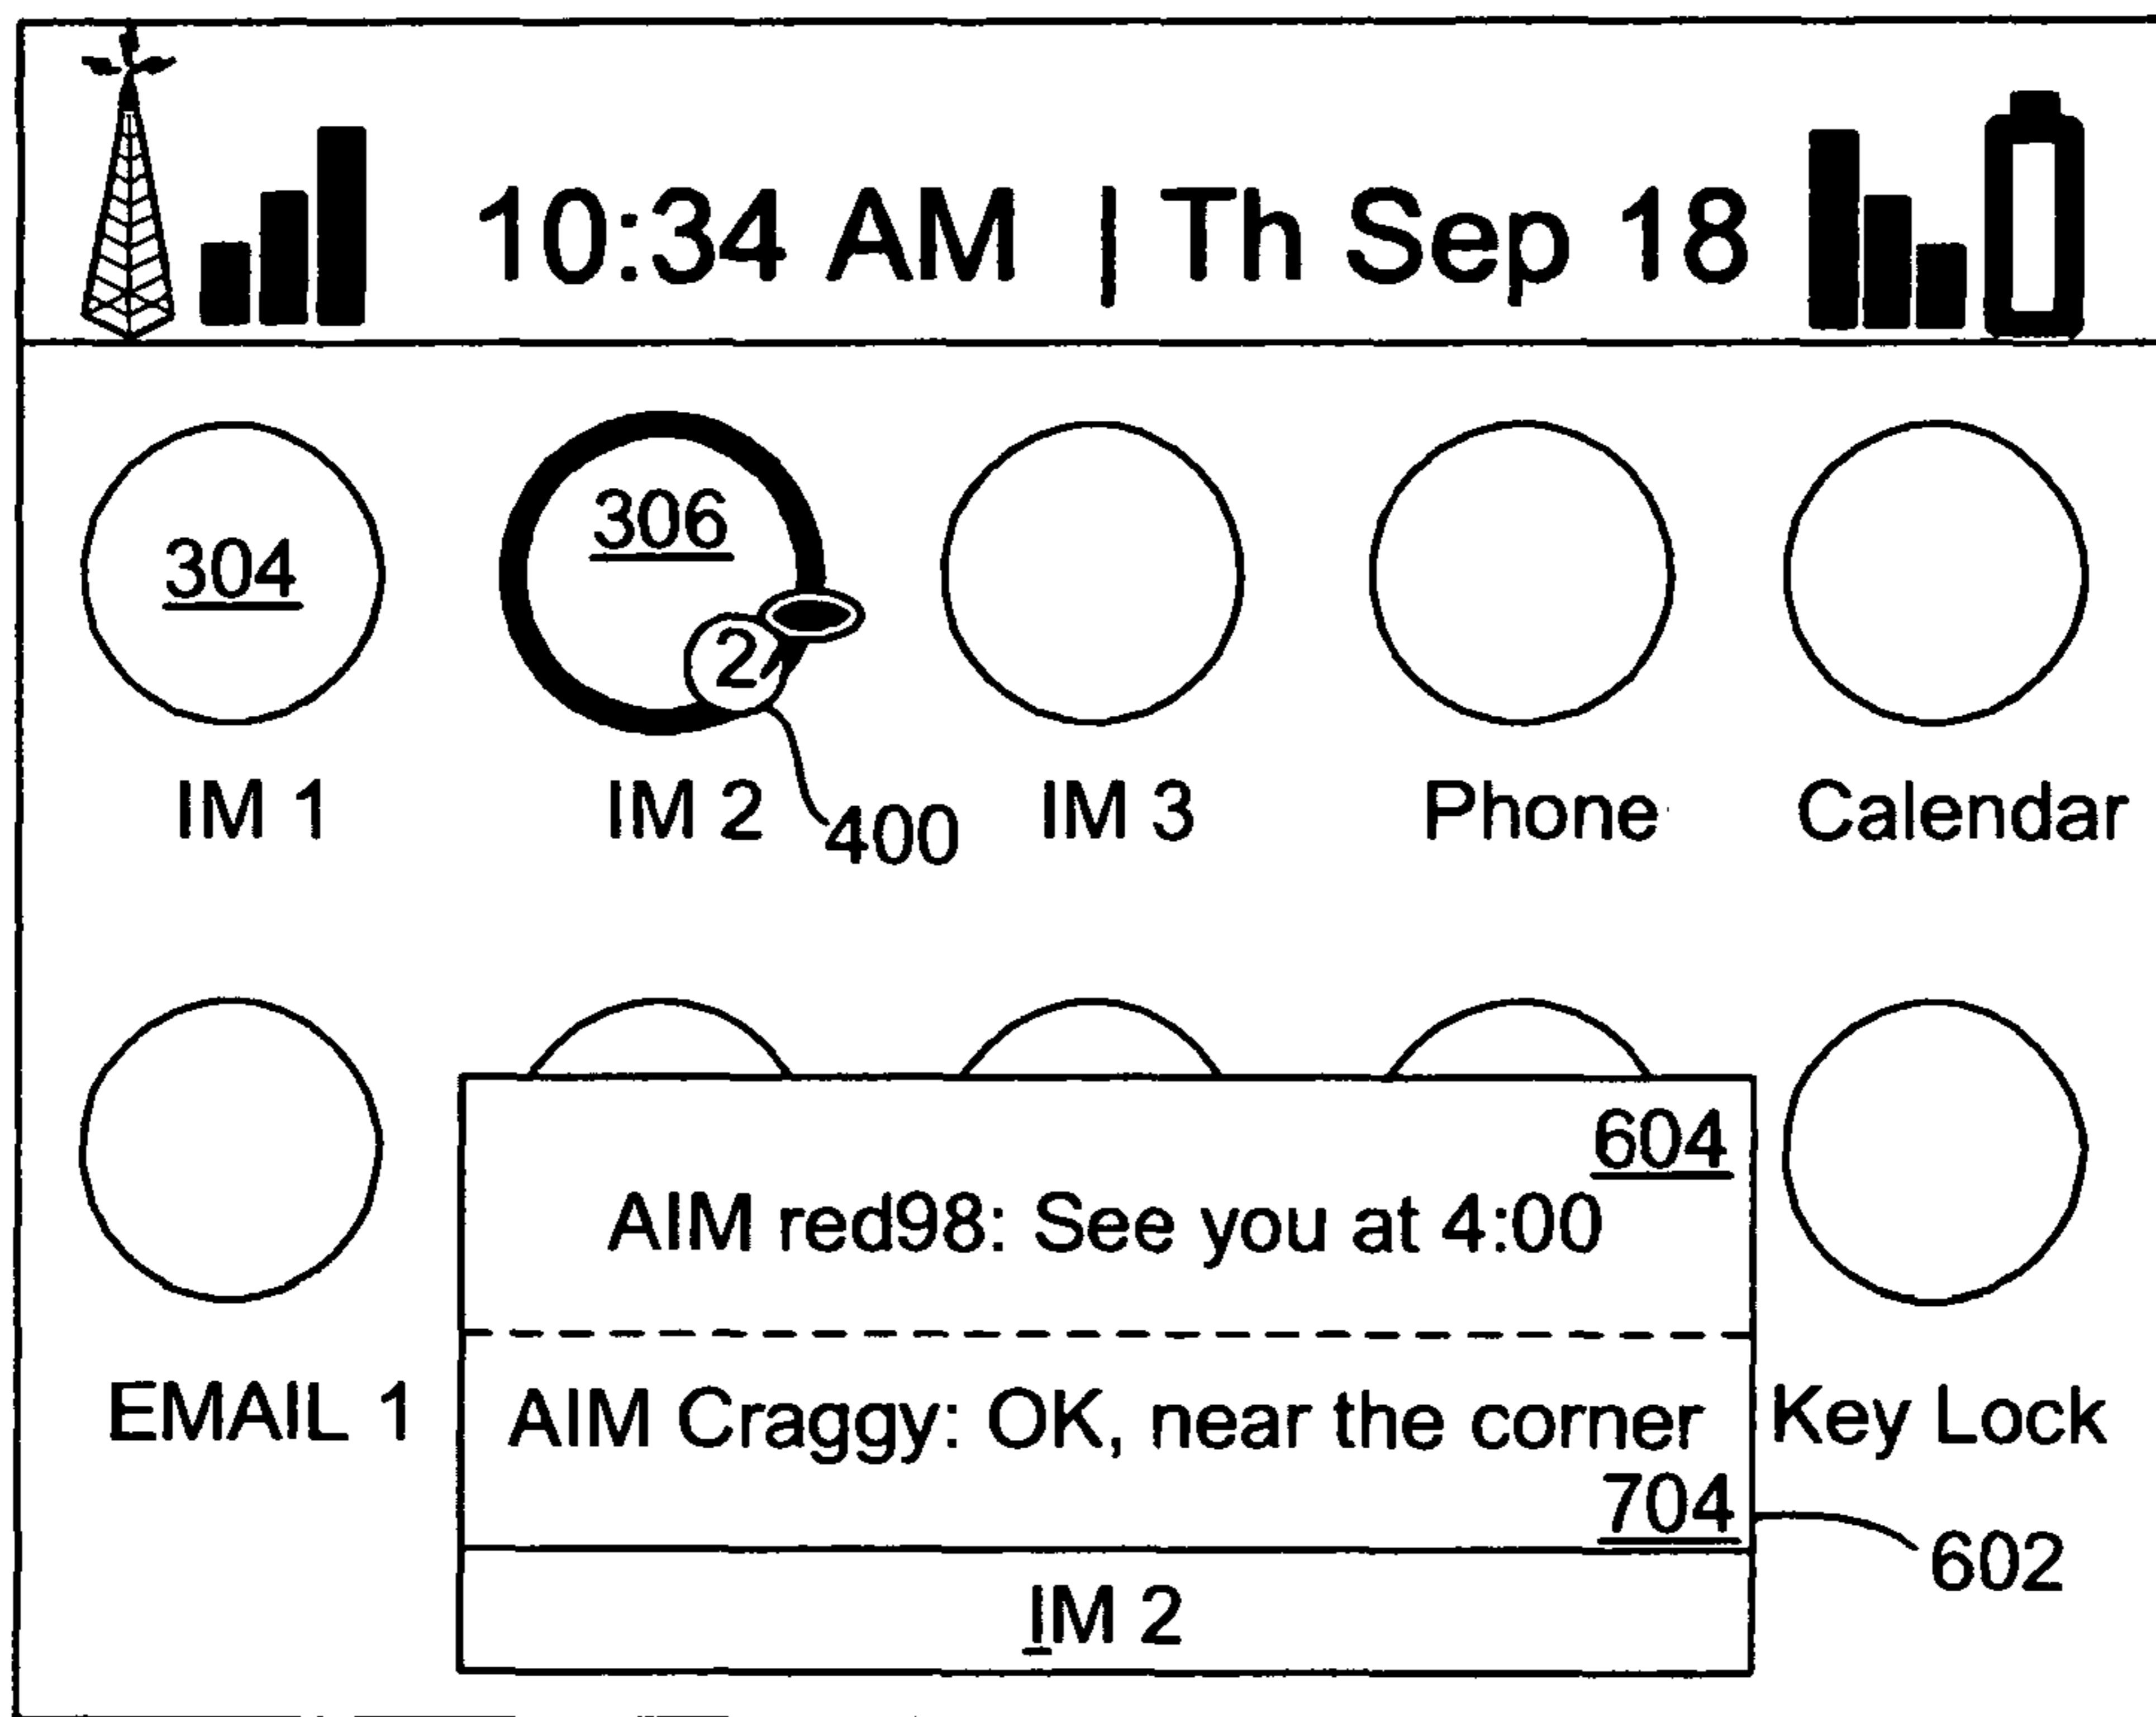 10:34 AM | Th Sep 18
304
306
2
IM 1
IM 2
400
IM 3
Phone
Calendar
604
AIM red98: See you at 4:00
EMAIL 1
AIM Craggy: OK, near the corner
Key Lock
704
602
IM 2